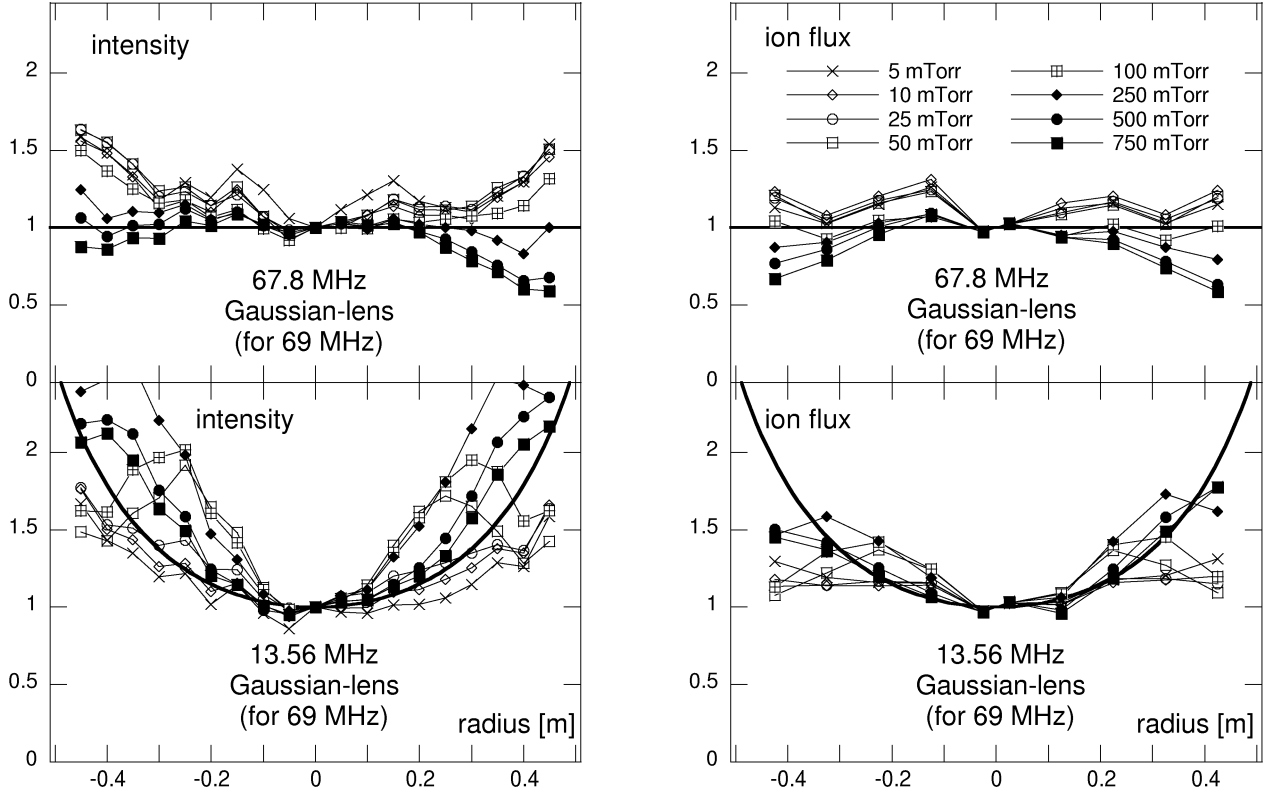 intensity
2
1.5
1
0.5
0
67.8 MHz
Gaussian-lens
(for 69 MHz)
ion flux
5 mTorr
10 mTorr
25 mTorr
50 mTorr
100 mTorr
250 mTorr
500 mTorr
750 mTorr
2
1.5
1
0.5
0
67.8 MHz
Gaussian-lens
(for 69 MHz)
intensity
2
1.5
1
0.5
0
13.56 MHz
Gaussian-lens
(for 69 MHz)
radius [m]
-0.4 -0.2 0 0.2 0.4
ion flux
2
1.5
1
0.5
0
13.56 MHz
Gaussian-lens
(for 69 MHz)
radius [m]
-0.4 -0.2 0 0.2 0.4